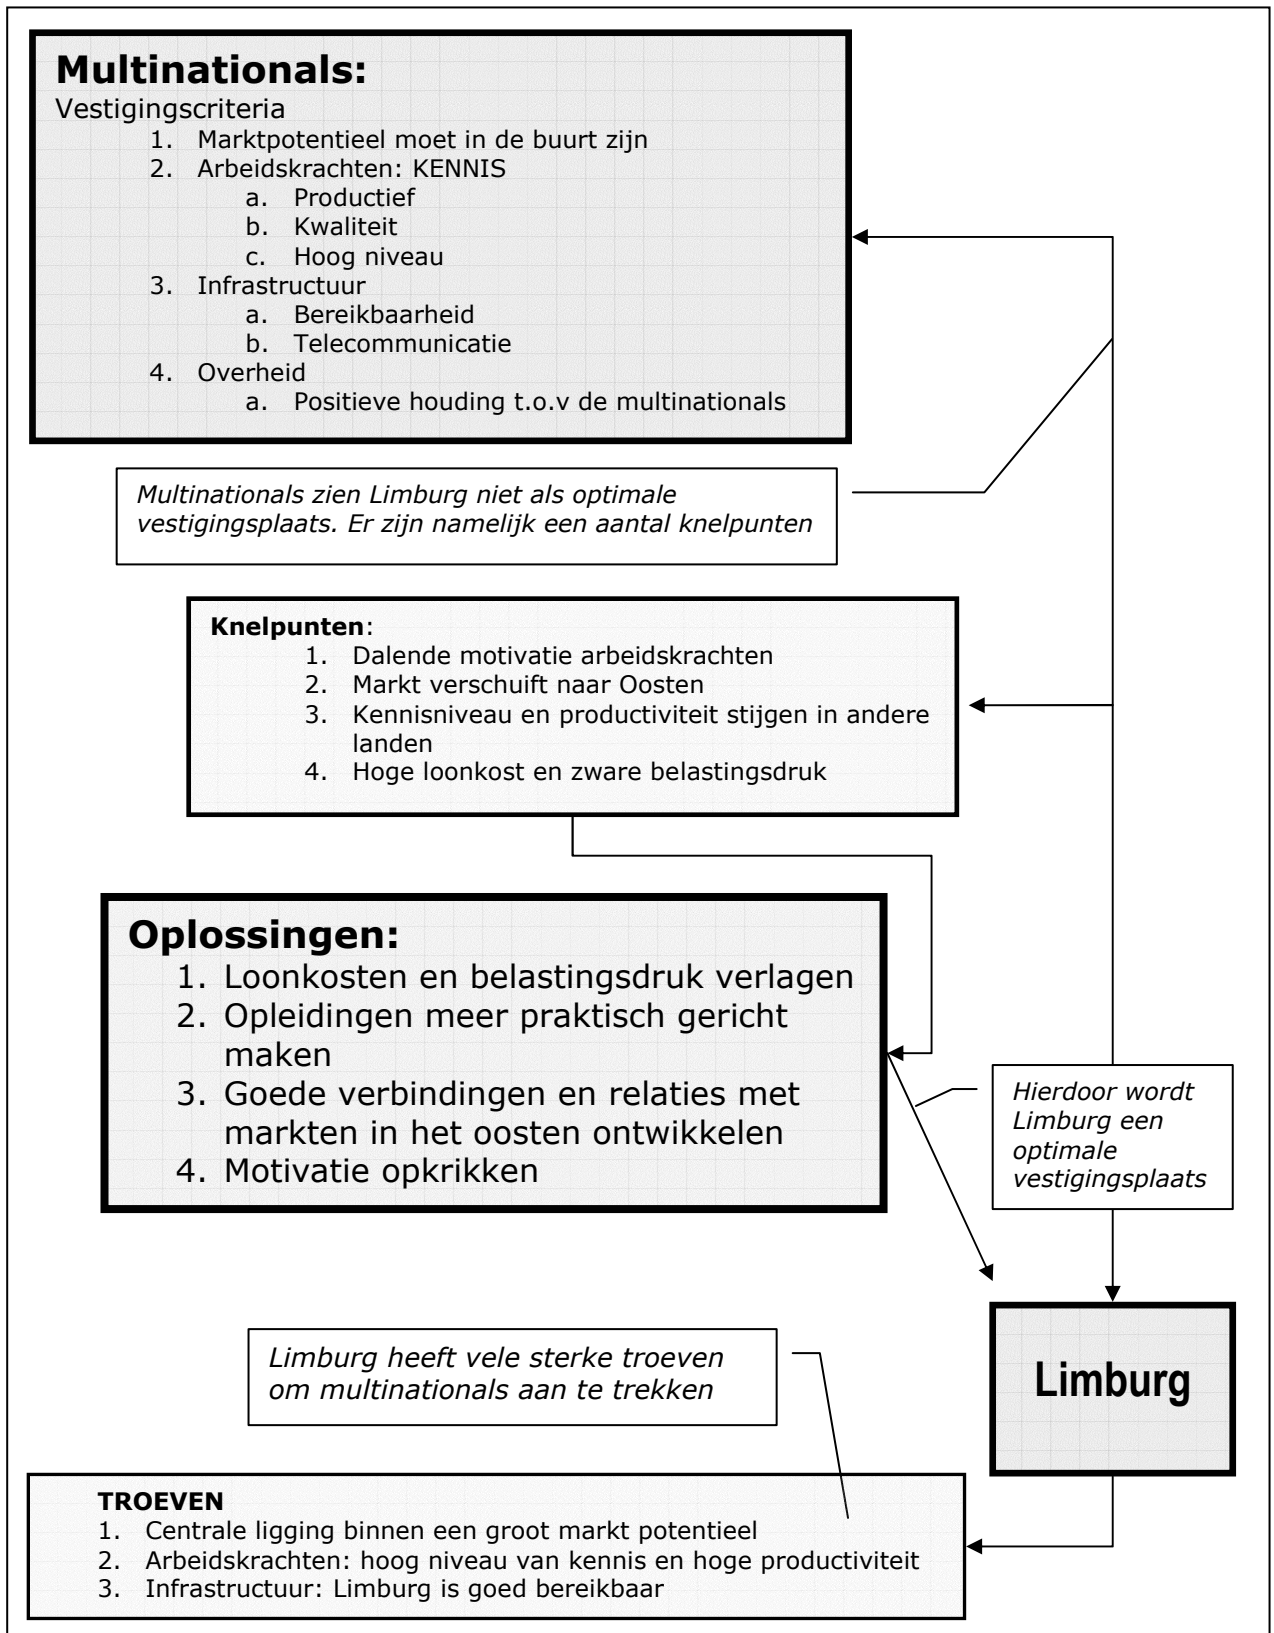 Multinationals:
Vestigingscriteria
1. Marktpotentieel moet in de buurt zijn
2. Arbeidskrachten: KENNIS
a. Productief
b. Kwaliteit
c. Hoog niveau
3. Infrastructuur
a. Bereikbaarheid
b. Telecommunicatie
4. Overheid
a. Positieve houding t.o.v de multinationals
Multinationals zien Limburg niet als optimale
vestigingsplaats. Er zijn namelijk een aantal knelpunten
Knelpunten:
1. Dalende motivatie arbeidskrachten
2. Markt verschuift naar Oosten
3. Kennisniveau en productiviteit stijgen in andere
landen
4. Hoge loonkost en zware belastingsdruk
Oplossingen:
1. Loonkosten en belastingsdruk verlagen
2. Opleidingen meer praktisch gericht
maken
3. Goede verbindingen en relaties met
markten in het oosten ontwikkelen
4. Motivatie opkrikken
Hierdoor wordt
Limburg een
optimale
vestigingsplaats
Limburg heeft vele sterke troeven
om multinationals aan te trekken
Limburg
TROEVEN
1. Centrale ligging binnen een groot markt potentieel
2. Arbeidskrachten: hoog niveau van kennis en hoge productiviteit
3. Infrastructuur: Limburg is goed bereikbaar